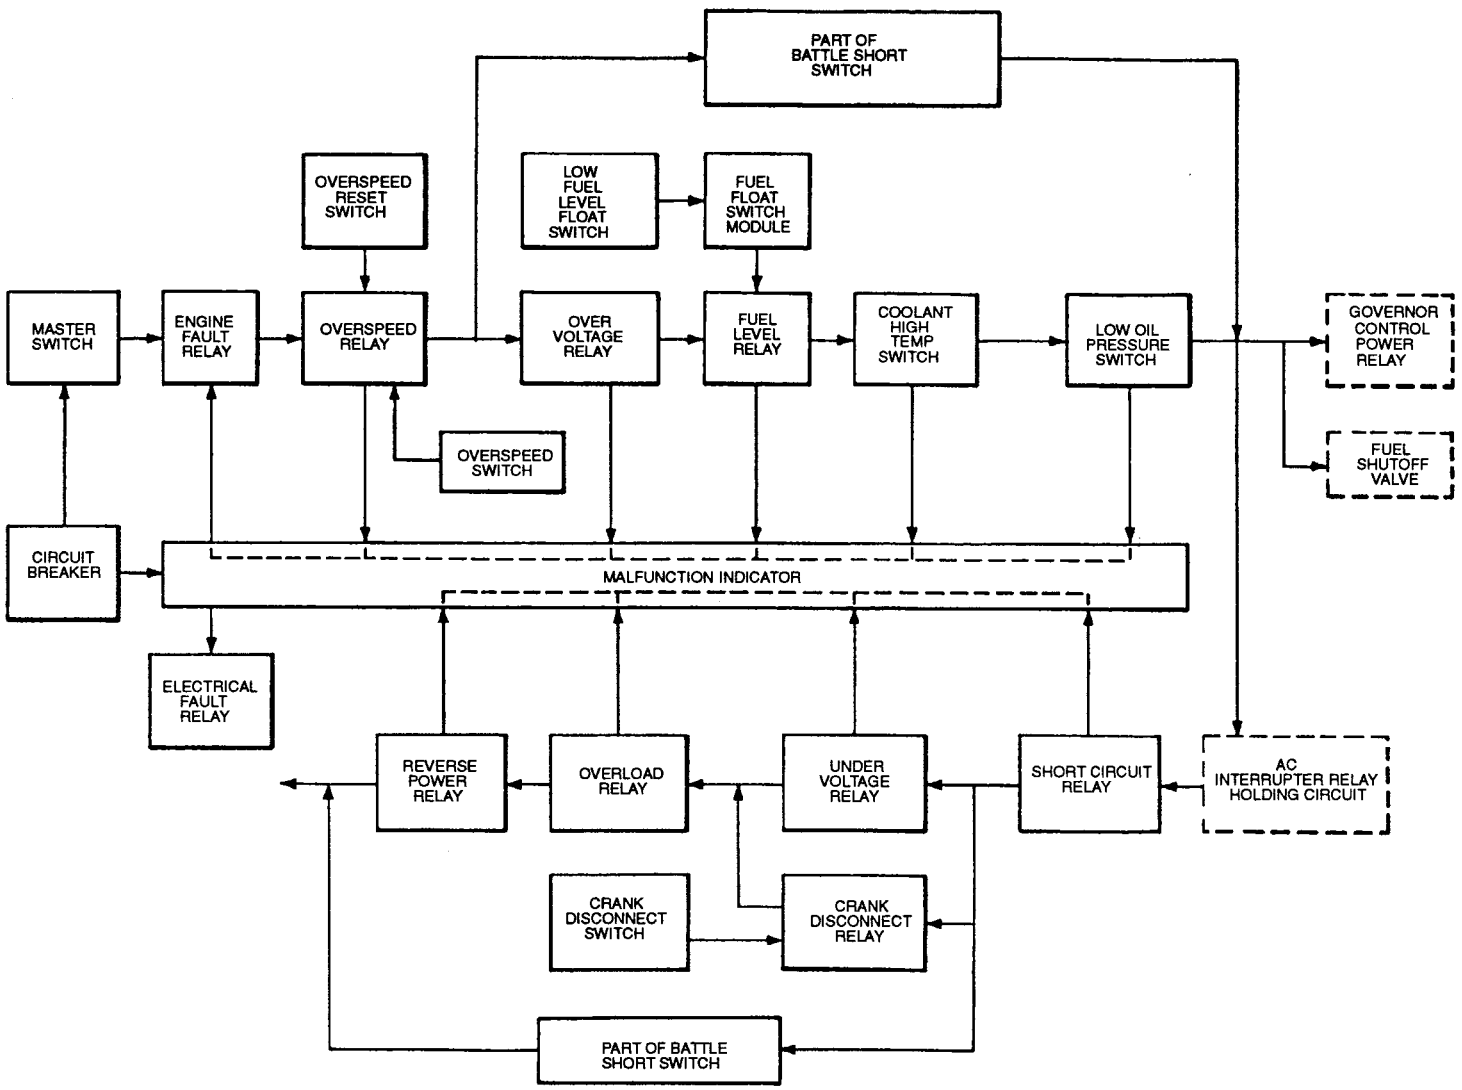 PART OF
BATTLE SHORT
SWITCH
OVERSPEED
RESET
SWITCH
LOW
FUEL
LEVEL
FLOAT
SWITCH
FUEL
FLOAT
SWITCH
MODULE
MASTER
SWITCH
ENGINE
FAULT
RELAY
OVERSPEED
RELAY
OVER
VOLTAGE
RELAY
FUEL
LEVEL
RELAY
COOLANT
HIGH
TEMP
SWITCH
LOW OIL
PRESSURE
SWITCH
GOVERNOR
CONTROL
POWER
RELAY
OVERSPEED
SWITCH
FUEL
SHUTOFF
VALVE
CIRCUIT
BREAKER
MALFUNCTION INDICATOR
ELECTRICAL
FAULT
RELAY
REVERSE
POWER
RELAY
OVERLOAD
RELAY
UNDER
VOLTAGE
RELAY
SHORT CIRCUIT
RELAY
AC
INTERRUPTER RELAY
HOLDING CIRCUIT
CRANK
DISCONNECT
SWITCH
CRANK
DISCONNECT
RELAY
PART OF BATTLE
SHORT SWITCH